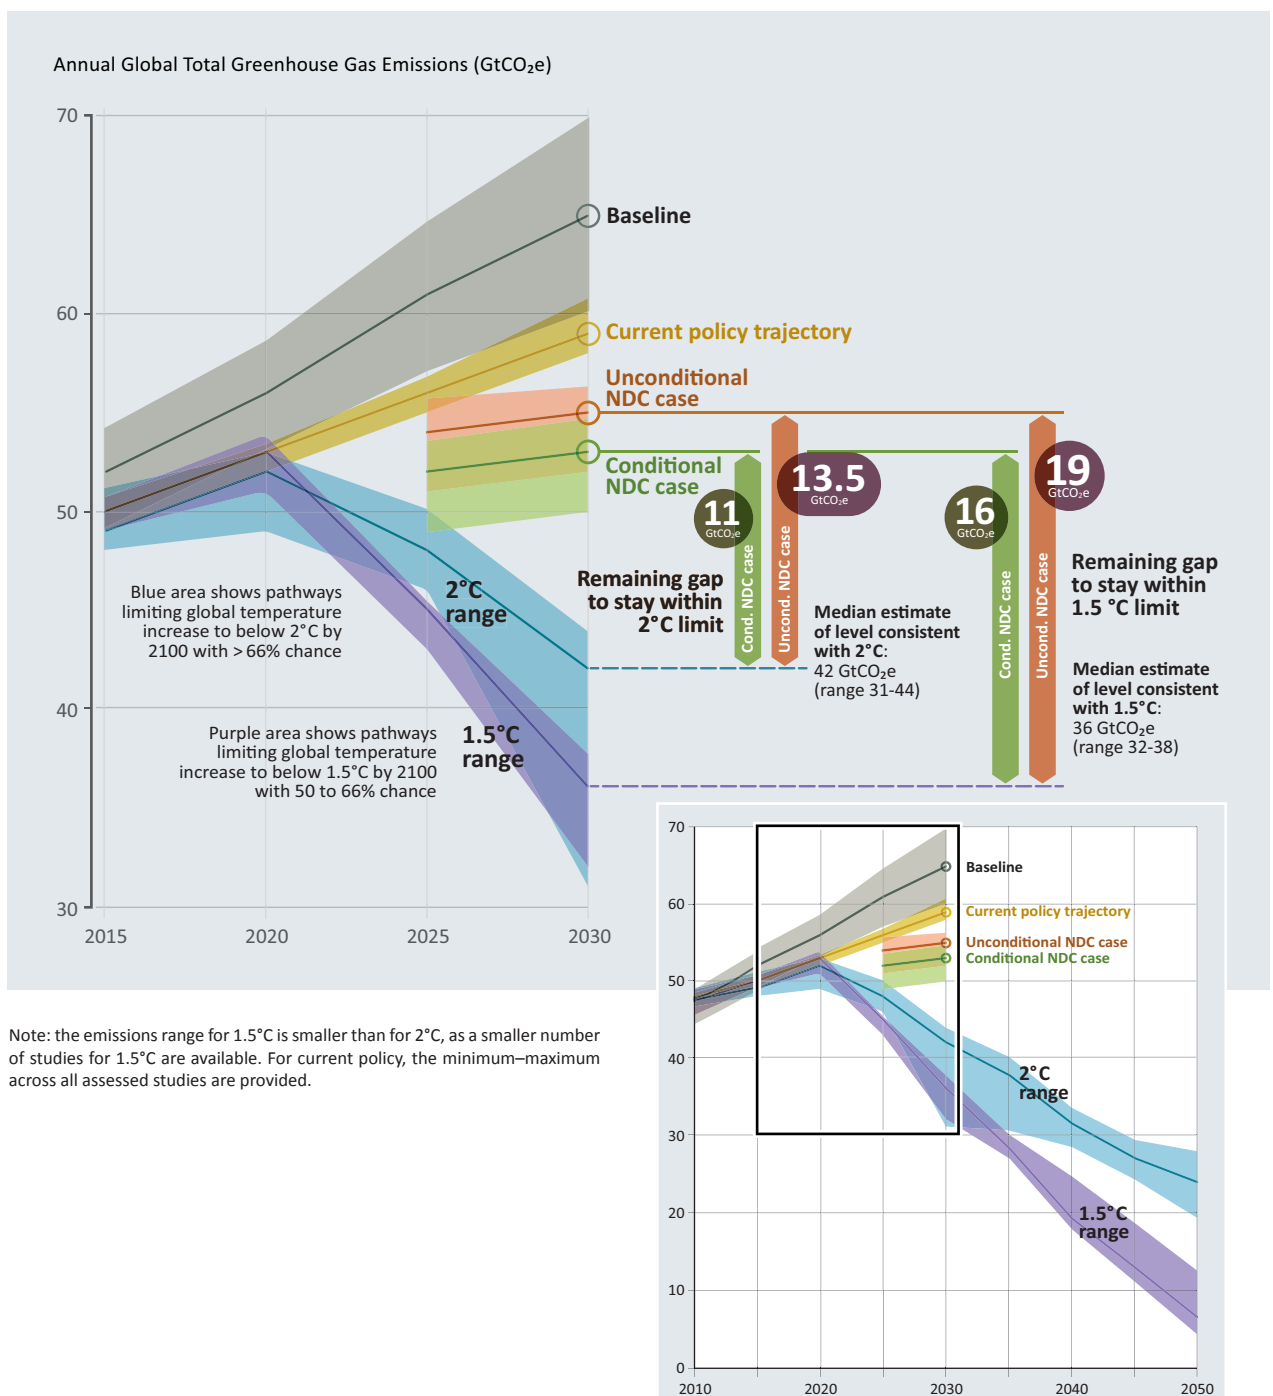 Annual Global Total Greenhouse Gas Emissions (GtCO₂e)
70
60
50
40
30
2015
2020
2025
2030
Baseline
Current policy trajectory
Unconditional
NDC case
Conditional
NDC case
2°C
range
1.5°C
range
Blue area shows pathways
limiting global temperature
increase to below 2°C by
2100 with > 66% chance
Purple area shows pathways
limiting global temperature
increase to below 1.5°C by 2100
with 50 to 66% chance
11
GtCO₂e
13.5
GtCO₂e
Cond. NDC case
Uncond. NDC case
Remaining gap
to stay within
2°C limit
Median estimate
of level consistent
with 2°C:
42 GtCO₂e
(range 31-44)
16
GtCO₂e
19
GtCO₂e
Cond. NDC case
Uncond. NDC case
Remaining gap
to stay within
1.5 °C limit
Median estimate
of level consistent
with 1.5°C:
36 GtCO₂e
(range 32-38)
70
60
50
40
30
20
10
0
2010
2020
2030
2040
2050
Baseline
Current policy trajectory
Unconditional NDC case
Conditional NDC case
2°C
range
1.5°C
range
Note: the emissions range for 1.5°C is smaller than for 2°C, as a smaller number
of studies for 1.5°C are available. For current policy, the minimum–maximum
across all assessed studies are provided.